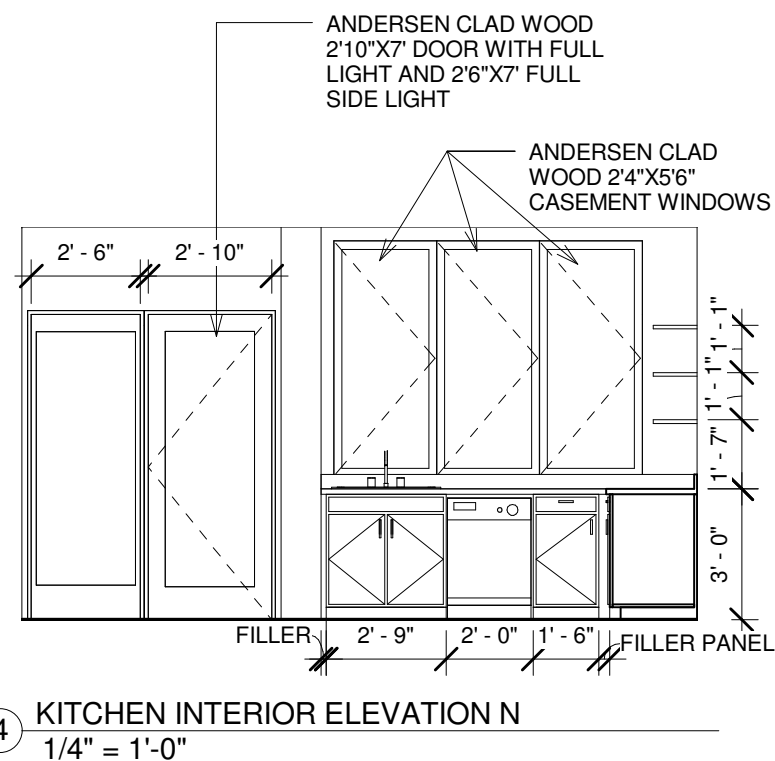 ANDERSEN CLAD WOOD
2'10"X7' DOOR WITH FULL
LIGHT AND 2'6"X7' FULL
SIDE LIGHT
ANDERSEN CLAD
WOOD 2'4"X5'6"
CASEMENT WINDOWS
2' - 6"
2' - 10"
1' - 1"
1' - 1"
1' - 7"
3' - 0"
FILLER
2' - 9"
2' - 0"
1' - 6"
FILLER PANEL
4
KITCHEN INTERIOR ELEVATION N
1/4" = 1'-0"